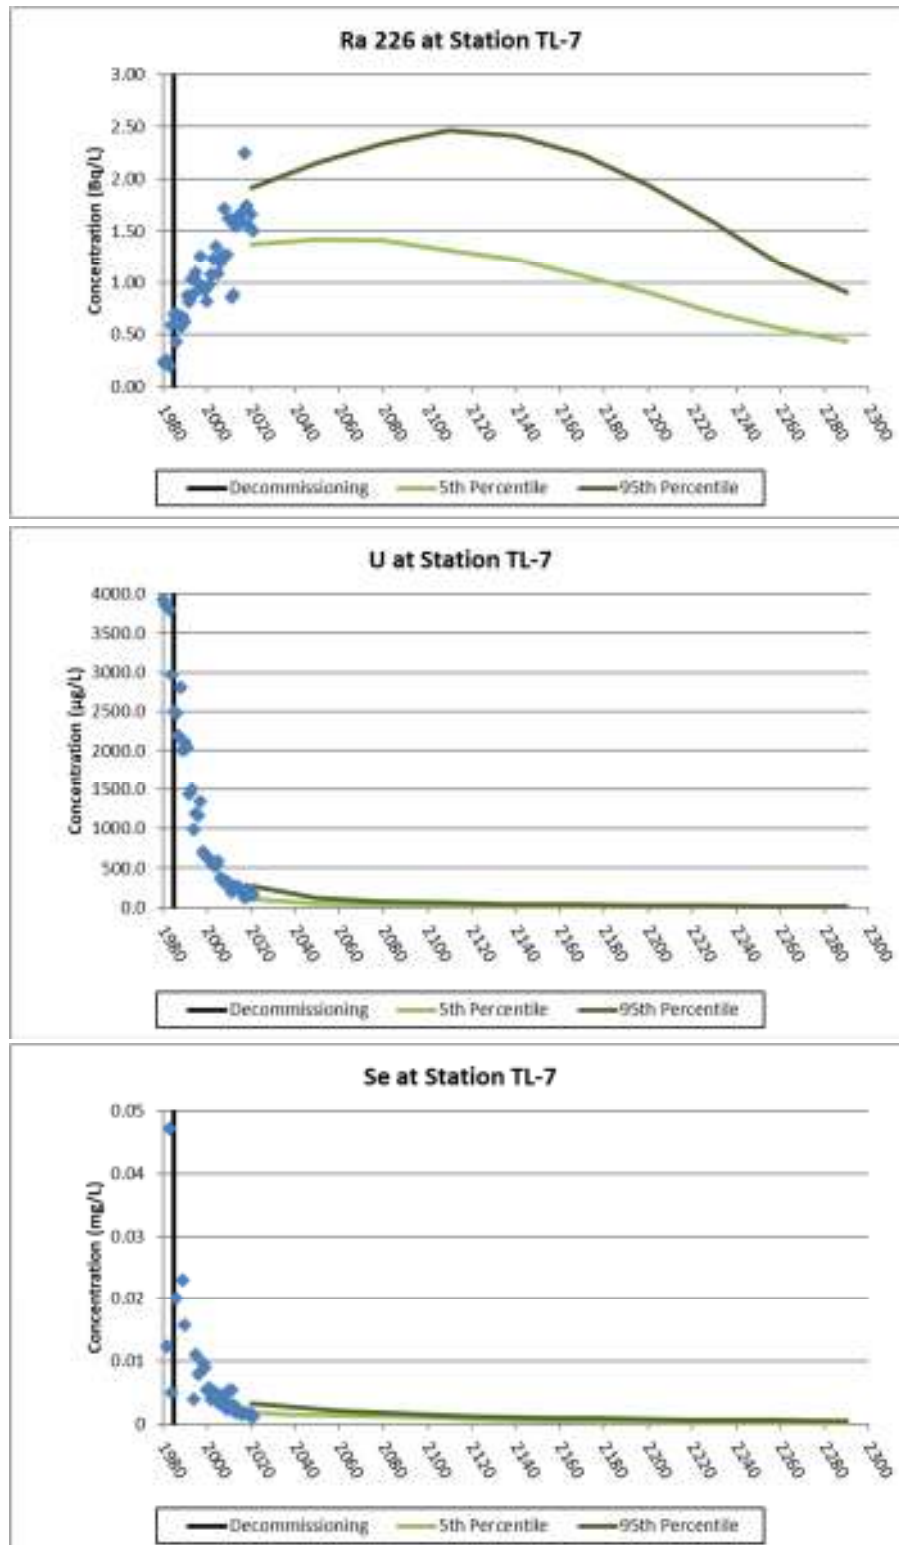 Ra 226 at Station TL-7
Concentration (Bq/L)
3.00
2.50
2.00
1.50
1.00
0.50
0.00
1980 2000 2020 2040 2060 2080 2100 2120 2140 2160 2180 2200 2220 2240 2260 2280 2300
Decommissioning 5th Percentile 95th Percentile
U at Station TL-7
Concentration (µg/L)
4000.0
3500.0
3000.0
2500.0
2000.0
1500.0
1000.0
500.0
0.0
1980 2000 2020 2040 2060 2080 2100 2120 2140 2160 2180 2200 2220 2240 2260 2280 2300
Decommissioning 5th Percentile 95th Percentile
Se at Station TL-7
Concentration (mg/L)
0.05
0.04
0.03
0.02
0.01
0
1980 2000 2020 2040 2060 2080 2100 2120 2140 2160 2180 2200 2220 2240 2260 2280 2300
Decommissioning 5th Percentile 95th Percentile